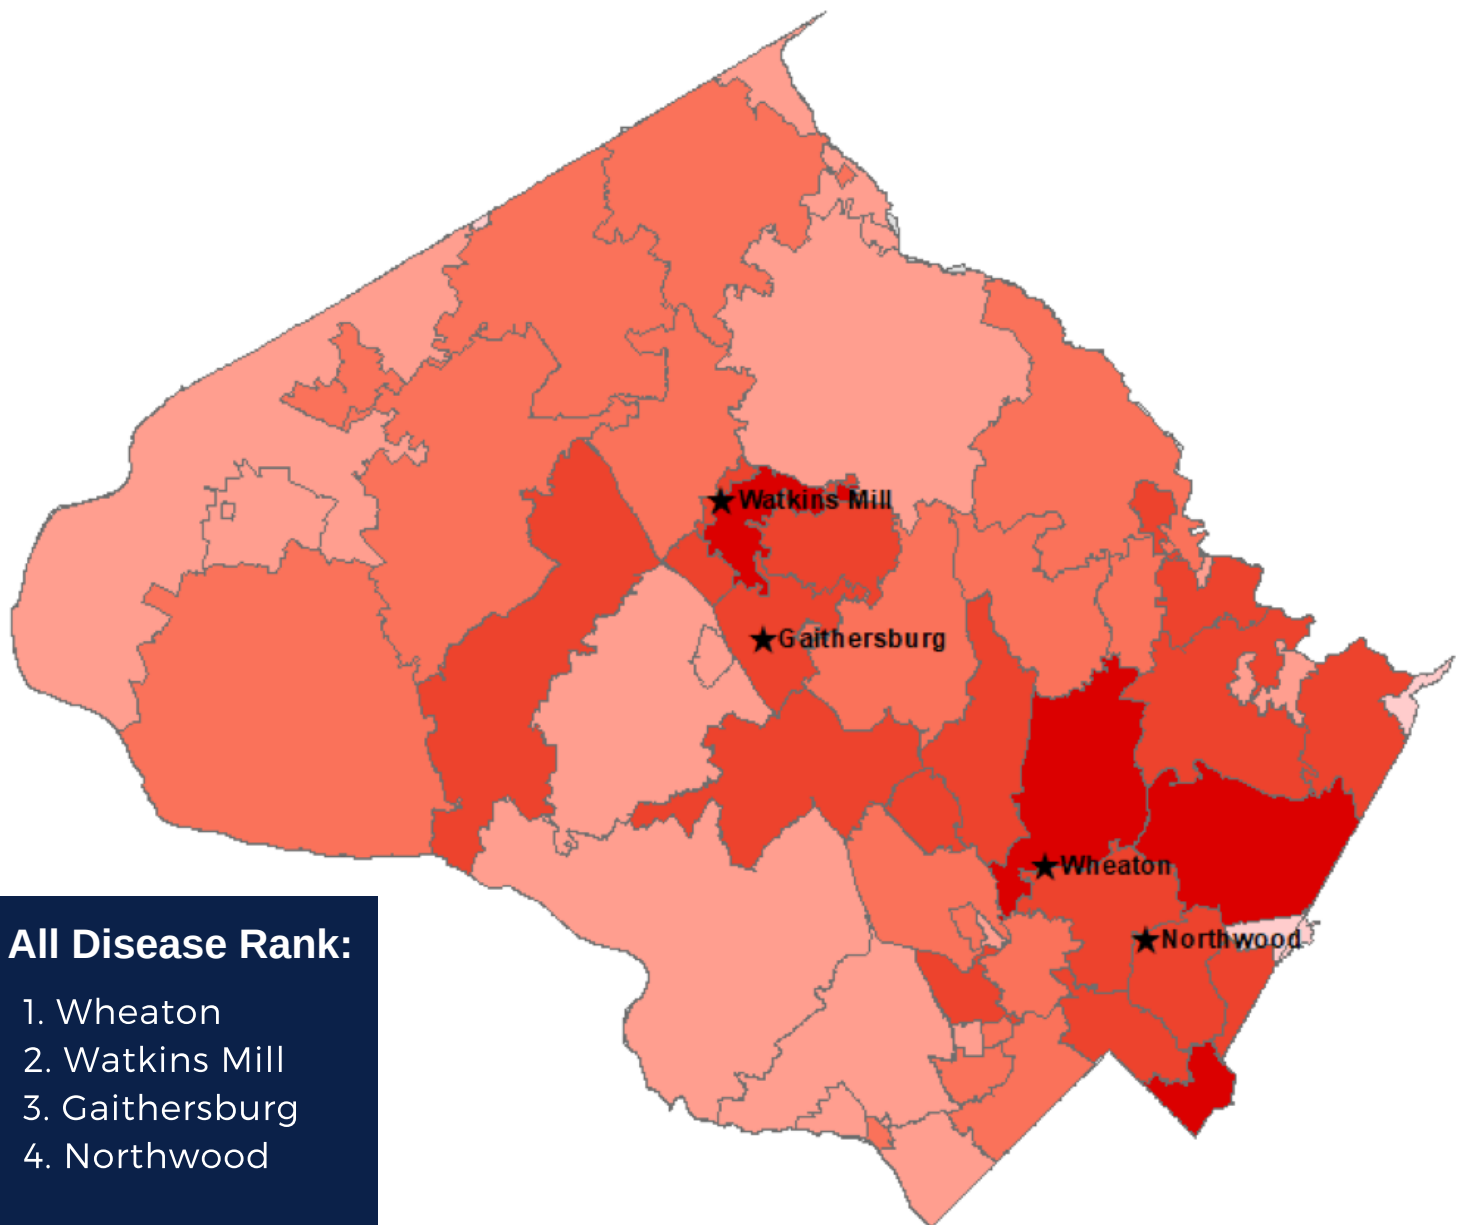 Watkins Mill
Gaithersburg
Wheaton
Northwood
All Disease Rank:
1. Wheaton
2. Watkins Mill
3. Gaithersburg
4. Northwood